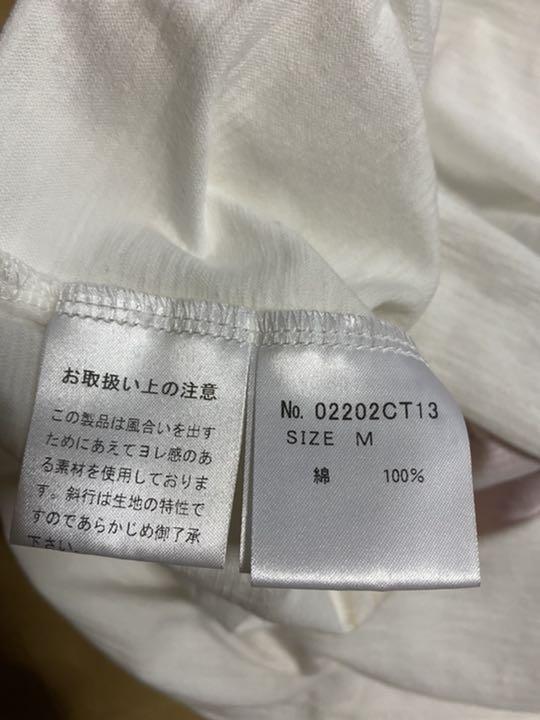 お取扱い上の注意
この製品は風合いを出す
ためにあえてヨレ感のあ
る素材を使用しておりま
す。斜行は生地の特性で
すのであらかじめ御了承
下さい。
No. 02202CT13
SIZE M
綿 100%